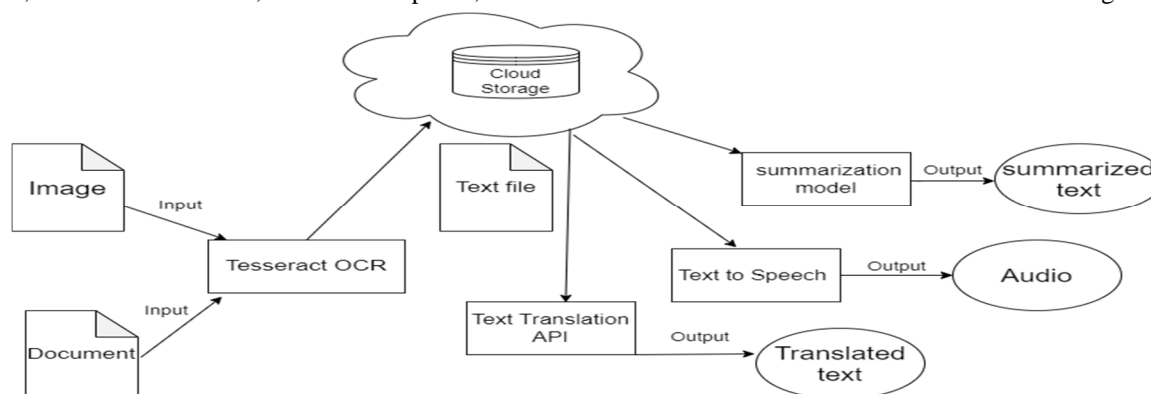 Cloud
Storage
Image
Input
Tesseract OCR
Input
Document
Text file
summarization
model
Output
summarized
text
Text to Speech
Output
Audio
Text Translation
API
Output
Translated
text